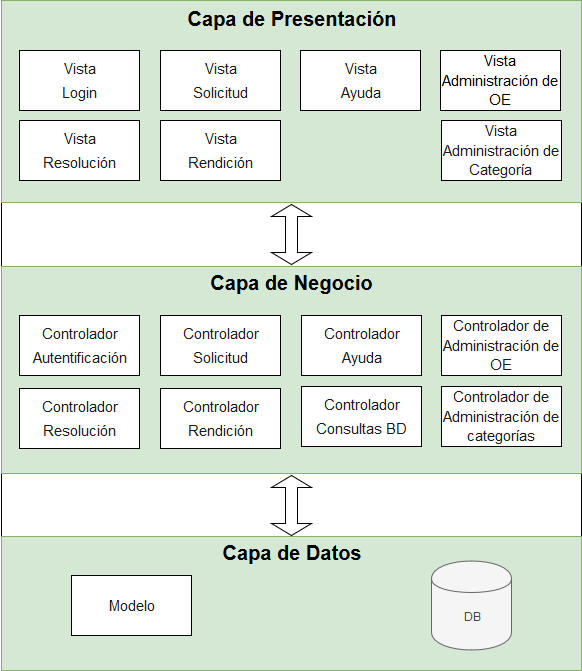 Capa de Presentación
Vista
Login
Vista
Solicitud
Vista
Ayuda
Vista
Administración de
OE
Vista
Resolución
Vista
Rendición
Vista
Administración de
Categoría
Capa de Negocio
Controlador
Autentificación
Controlador
Solicitud
Controlador
Ayuda
Controlador de
Administración de
OE
Controlador
Resolución
Controlador
Rendición
Controlador
Consultas BD
Controlador de
Administración de
categorías
Capa de Datos
Modelo
DB